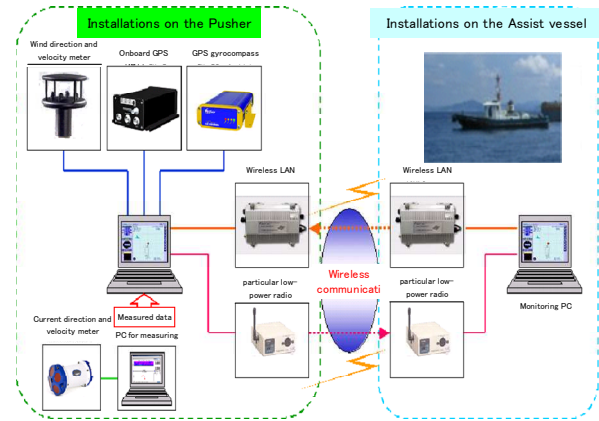 Installations on the Pusher
Installations on the Assist vessel
Wind direction and
velocity meter
Onboard GPS
GPS gyrocompass
Wireless LAN
Wireless LAN
Wireless
communicati
particular low-
power radio
particular low-
power radio
Monitoring PC
Measured data
Current direction and
velocity meter
PC for measuring